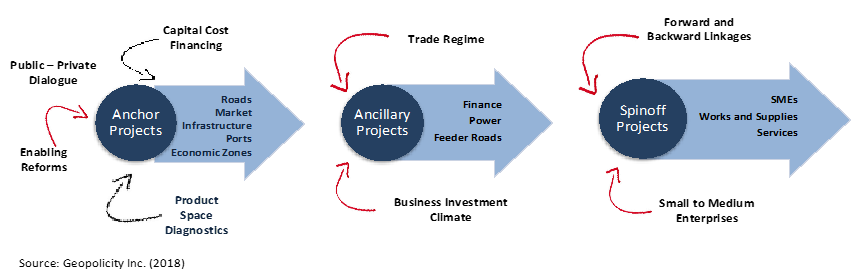 Capital Cost
Financing
Public – Private
Dialogue
Anchor
Projects
Roads
Market
Infrastructure
Ports
Economic Zones
Enabling
Reforms
Product
Space
Diagnostics
Trade Regime
Ancillary
Projects
Finance
Power
Feeder Roads
Business Investment
Climate
Forward and
Backward Linkages
Spinoff
Projects
SMEs
Works and Supplies
Services
Small to Medium
Enterprises
Source: Geopolicity Inc. (2018)